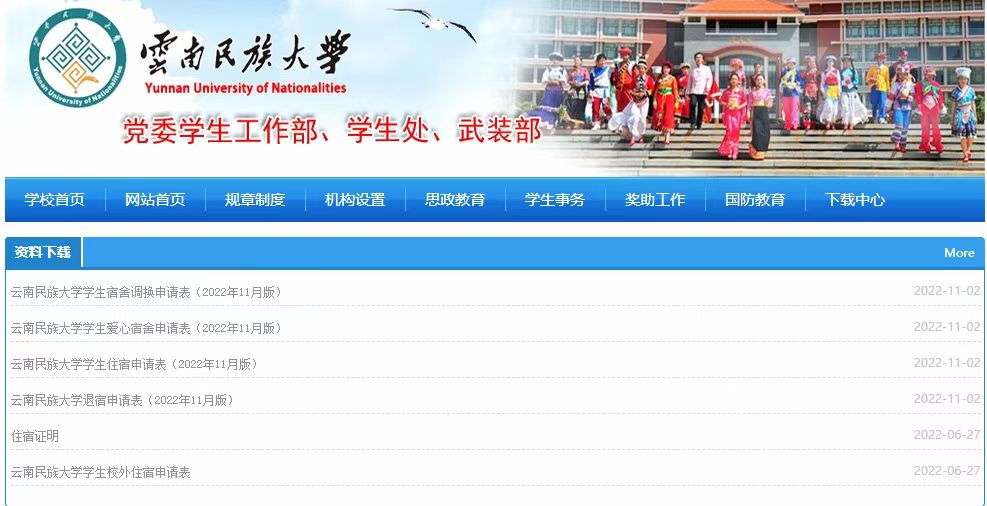 雲南民族大學
Yunnan University of Nationalities
党委学生工作部、学生处、武装部
学校首页 网站首页 规章制度 机构设置 思政教育 学生事务 奖助工作 国防教育 下载中心
资料下载 More
云南民族大学学生宿舍调换申请表（2022年11月版） 2022-11-02
云南民族大学学生爱心宿舍申请表（2022年11月版） 2022-11-02
云南民族大学学生住宿申请表（2022年11月版） 2022-11-02
云南民族大学退宿申请表（2022年11月版） 2022-11-02
住宿证明 2022-06-27
云南民族大学学生校外住宿申请表 2022-06-27